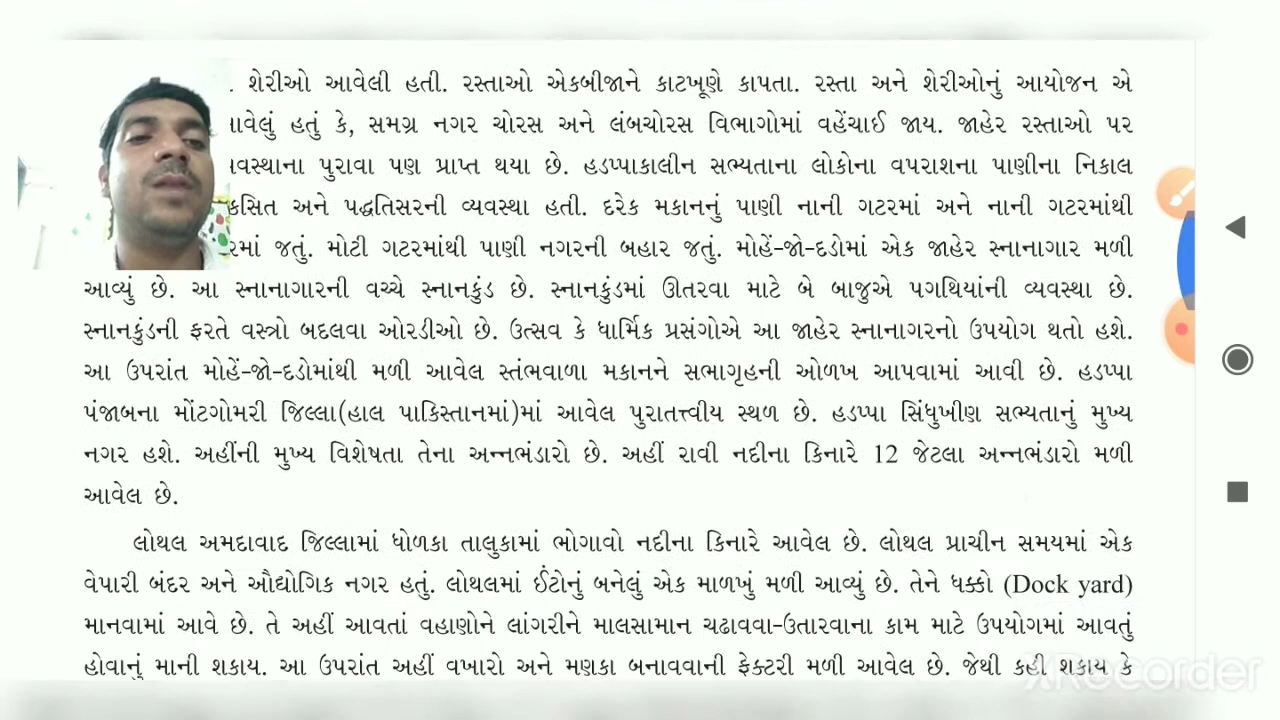 શેરીઓ આવેલી હતી. રસ્તાઓ એકબીજાને કાટખૂણે કાપતા. રસ્તા અને શેરીઓનું આયોજન એ
હતું કે, સમગ્ર નગર ચોરસ અને લંબચોરસ વિભાગોમાં વહેંચાઈ જાય. જાહેર રસ્તાઓ પર
પુરાવા પણ પ્રાપ્ત થયા છે. હડપ્પાકાલીન સભ્યતાના લોકોના વપરાશના પાણીના નિકાલ
અને પદ્ધતિસરની વ્યવસ્થા હતી. દરેક મકાનનું પાણી નાની ગટરમાં અને નાની ગટરમાંથી
જતું. મોટી ગટરમાંથી પાણી નગરની બહાર જતું. મોહેં-જો-દડોમાં એક જાહેર સ્નાનાગાર મળી
આવ્યું છે. આ સ્નાનાગારની વચ્ચે સ્નાનકુંડ છે. સ્નાનકુંડમાં ઊતરવા માટે બે બાજુએ પગથિયાંની વ્યવસ્થા છે.
સ્નાનકુંડની ફરતે વસ્ત્રો બદલવા ઓરડીઓ છે. ઉત્સવ કે ધાર્મિક પ્રસંગોએ આ જાહેર સ્નાનાગરનો ઉપયોગ થતો હશે.
આ ઉપરાંત મોહેં-જો-દડોમાંથી મળી આવેલ સ્તંભવાળા મકાનને સભાગૃહની ઓળખ આપવામાં આવી છે. હડપ્પા
પંજાબના મોંટગોમરી જિલ્લા(હાલ પાકિસ્તાનમાં)માં આવેલ પુરાતત્ત્વીય સ્થળ છે. હડપ્પા સિંધુખીણ સભ્યતાનું મુખ્ય
નગર હશે. અહીંની મુખ્ય વિશેષતા તેના અન્નભંડારો છે. અહીં રાવી નદીના કિનારે 12 જેટલા અન્નભંડારો મળી
આવેલ છે.
લોથલ અમદાવાદ જિલ્લામાં ધોળકા તાલુકામાં ભોગાવો નદીના કિનારે આવેલ છે. લોથલ પ્રાચીન સમયમાં એક
વેપારી બંદર અને ઔદ્યોગિક નગર હતું. લોથલમાં ઈંટોનું બનેલું એક માળખું મળી આવ્યું છે. તેને ધક્કો (Dock yard)
માનવામાં આવે છે. તે અહીં આવતાં વહાણોને લાંગરીને માલસામાન ચઢાવવા-ઉતારવાના કામ માટે ઉપયોગમાં આવતું
હોવાનું માની શકાય. આ ઉપરાંત અહીં વખારો અને મણકા બનાવવાની ફેક્ટરી મળી આવેલ છે. જેથી કહી શકાય કે
XRecorder